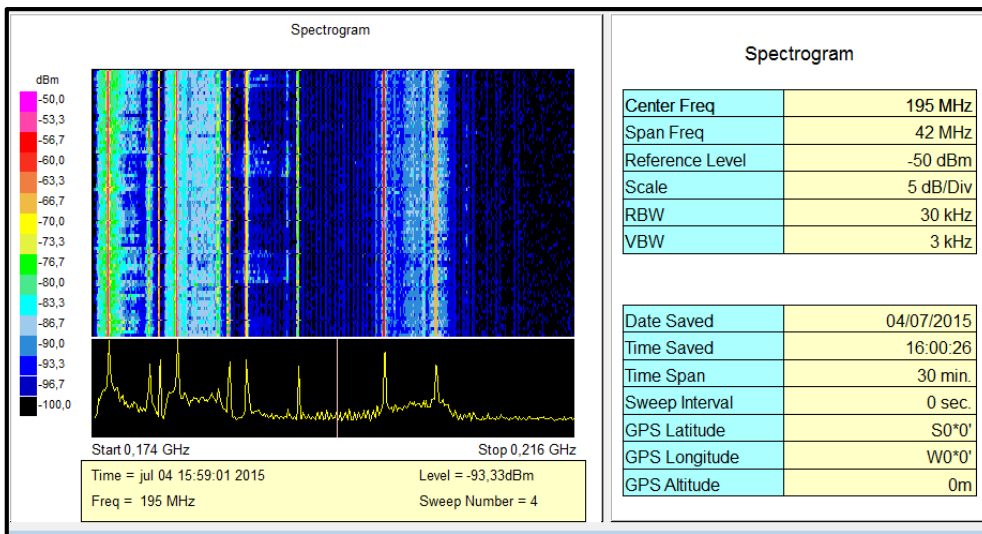 Spectrogram
dBm
-50,0
-53,3
-56,7
-60,0
-63,3
-66,7
-70,0
-73,3
-76,7
-80,0
-83,3
-86,7
-90,0
-93,3
-96,7
-100,0
Start 0,174 GHz Stop 0,216 GHz
Time = jul 04 15:59:01 2015 Level = -93,33dBm
Freq = 195 MHz Sweep Number = 4
Spectrogram
Center Freq 195 MHz
Span Freq 42 MHz
Reference Level -50 dBm
Scale 5 dB/Div
RBW 30 kHz
VBW 3 kHz
Date Saved 04/07/2015
Time Saved 16:00:26
Time Span 30 min.
Sweep Interval 0 sec.
GPS Latitude S0*0'
GPS Longitude W0*0'
GPS Altitude 0m